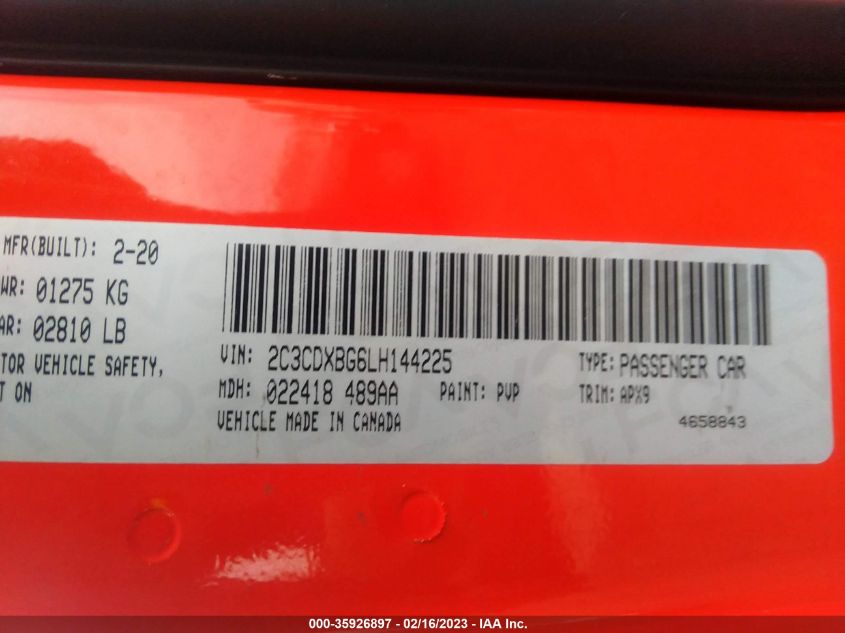 MFR(BUILT): 2-20
WR: 01275 KG
AR: 02810 LB
TOR VEHICLE SAFETY,
T ON
VIN: 2C3CDXBG6LH144225
TYPE: PASSENGER CAR
MDH: 022418 489AA
PAINT: PVP
TRIM: APX9
VEHICLE MADE IN CANADA
4658843
000-35926897 - 02/16/2023 - IAA Inc.